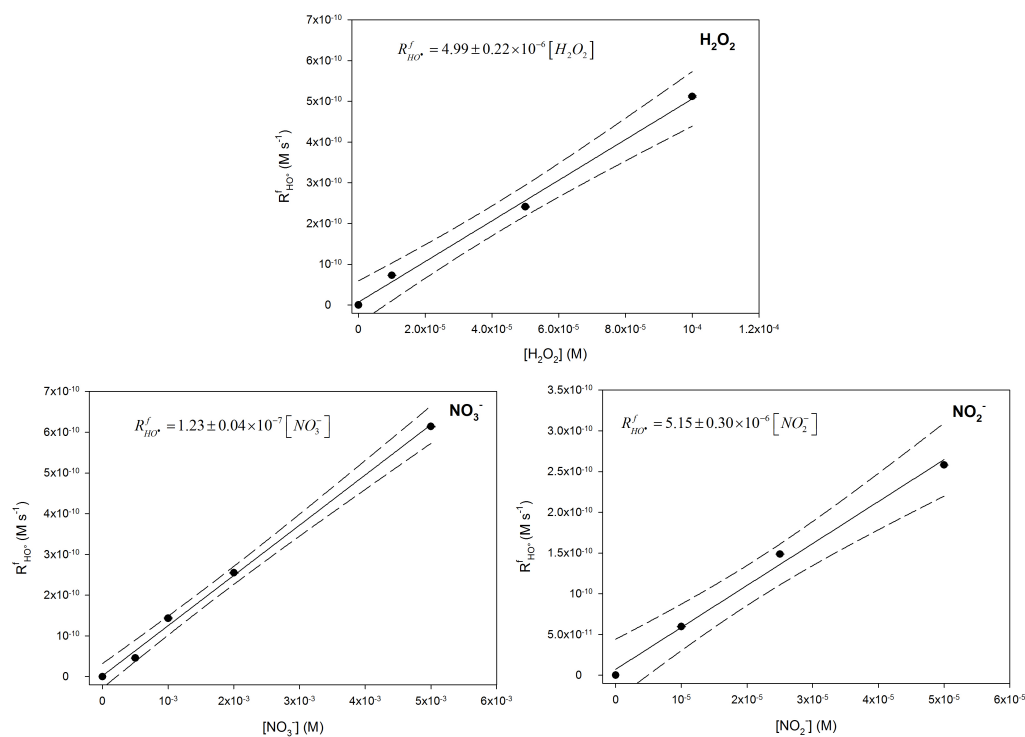 H₂O₂
R^f_HO• = 4.99±0.22×10⁻⁶[H₂O₂]
7x10⁻¹⁰
6x10⁻¹⁰
5x10⁻¹⁰
4x10⁻¹⁰
3x10⁻¹⁰
2x10⁻¹⁰
10⁻¹⁰
0
R^f_HO° (M s⁻¹)
0 2.0x10⁻⁵ 4.0x10⁻⁵ 6.0x10⁻⁵ 8.0x10⁻⁵ 10⁻⁴ 1.2x10⁻⁴
[H₂O₂] (M)
NO₃⁻
R^f_HO• = 1.23±0.04×10⁻⁷[NO₃⁻]
7x10⁻¹⁰
6x10⁻¹⁰
5x10⁻¹⁰
4x10⁻¹⁰
3x10⁻¹⁰
2x10⁻¹⁰
10⁻¹⁰
0
R^f_HO° (M s⁻¹)
0 10⁻³ 2x10⁻³ 3x10⁻³ 4x10⁻³ 5x10⁻³ 6x10⁻³
[NO₃⁻] (M)
NO₂⁻
R^f_HO• = 5.15±0.30×10⁻⁶[NO₂⁻]
3.5x10⁻¹⁰
3.0x10⁻¹⁰
2.5x10⁻¹⁰
2.0x10⁻¹⁰
1.5x10⁻¹⁰
10⁻¹⁰
5.0x10⁻¹¹
0
R^f_HO° (M s⁻¹)
0 10⁻⁵ 2x10⁻⁵ 3x10⁻⁵ 4x10⁻⁵ 5x10⁻⁵ 6x10⁻⁵
[NO₂⁻] (M)